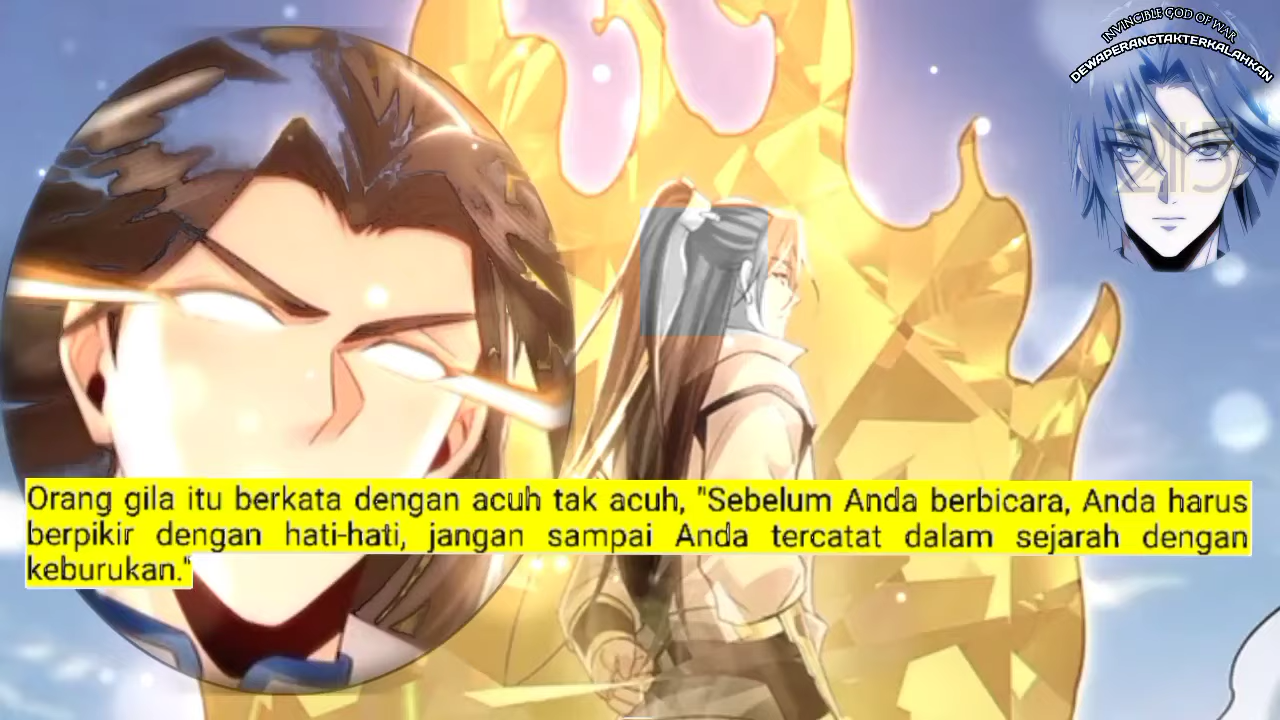 INVINCIBLE GOD OF WAR
DEWAPERANGTAKTERKALAHKAN
2115
Orang gila itu berkata dengan acuh tak acuh, "Sebelum Anda berbicara, Anda harus
berpikir dengan hati-hati, jangan sampai Anda tercatat dalam sejarah dengan
keburukan."